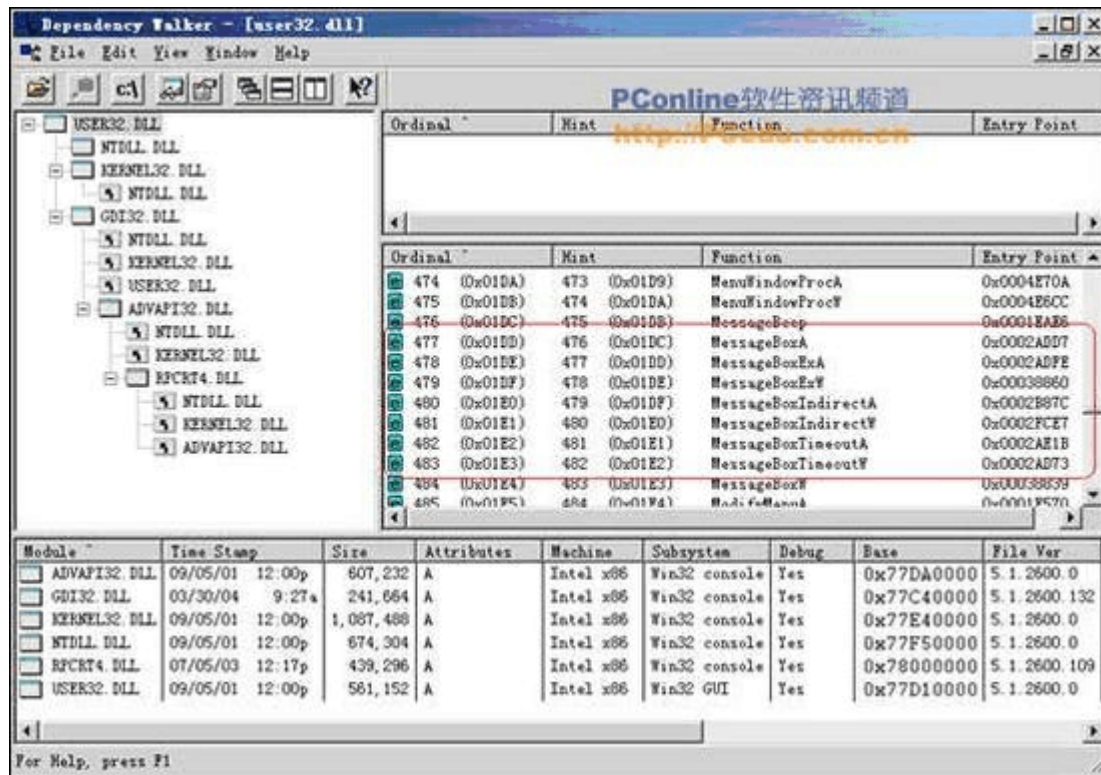 Dependency Walker - [user32.dll]
File Edit View Window Help
c:\
PConline软件资讯频道
USER32.DLL
NTDLL.DLL
KERNEL32.DLL
NTDLL.DLL
GDI32.DLL
NTDLL.DLL
KERNEL32.DLL
USER32.DLL
ADVAPI32.DLL
NTDLL.DLL
KERNEL32.DLL
RPCRT4.DLL
NTDLL.DLL
KERNEL32.DLL
ADVAPI32.DLL
Ordinal Hint Function Entry Point
Ordinal Hint Function Entry Point
474 (0x01DA) 473 (0x01D9) MenuWindowProcA 0x0004E70A
475 (0x01DB) 474 (0x01DA) MenuWindowProcW 0x0004E6CC
476 (0x01DC) 475 (0x01DB) MessageBeep 0x0001EAE6
477 (0x01DD) 476 (0x01DC) MessageBoxA 0x0002ADD7
478 (0x01DE) 477 (0x01DD) MessageBoxExA 0x0002ADFE
479 (0x01DF) 478 (0x01DE) MessageBoxExW 0x00038860
480 (0x01E0) 479 (0x01DF) MessageBoxIndirectA 0x0002B87C
481 (0x01E1) 480 (0x01E0) MessageBoxIndirectW 0x0002FCE7
482 (0x01E2) 481 (0x01E1) MessageBoxTimeoutA 0x0002AE1B
483 (0x01E3) 482 (0x01E2) MessageBoxTimeoutW 0x0002AD73
484 (0x01E4) 483 (0x01E3) MessageBoxW 0x00038839
485 (0x01E5) 484 (0x01E4) ModifyMenuA
Module Time Stamp Size Attributes Machine Subsystem Debug Base File Ver
ADVAPI32.DLL 09/05/01 12:00p 607,232 A Intel x86 Win32 console Yes 0x77DA0000 5.1.2600.0
GDI32.DLL 03/30/04 9:27a 241,664 A Intel x86 Win32 console Yes 0x77C40000 5.1.2600.132
KERNEL32.DLL 09/05/01 12:00p 1,087,488 A Intel x86 Win32 console Yes 0x77E40000 5.1.2600.0
NTDLL.DLL 09/05/01 12:00p 674,304 A Intel x86 Win32 console Yes 0x77F50000 5.1.2600.0
RPCRT4.DLL 07/05/03 12:17p 439,296 A Intel x86 Win32 console Yes 0x78000000 5.1.2600.109
USER32.DLL 09/05/01 12:00p 561,152 A Intel x86 Win32 GUI Yes 0x77D10000 5.1.2600.0
For Help, press F1